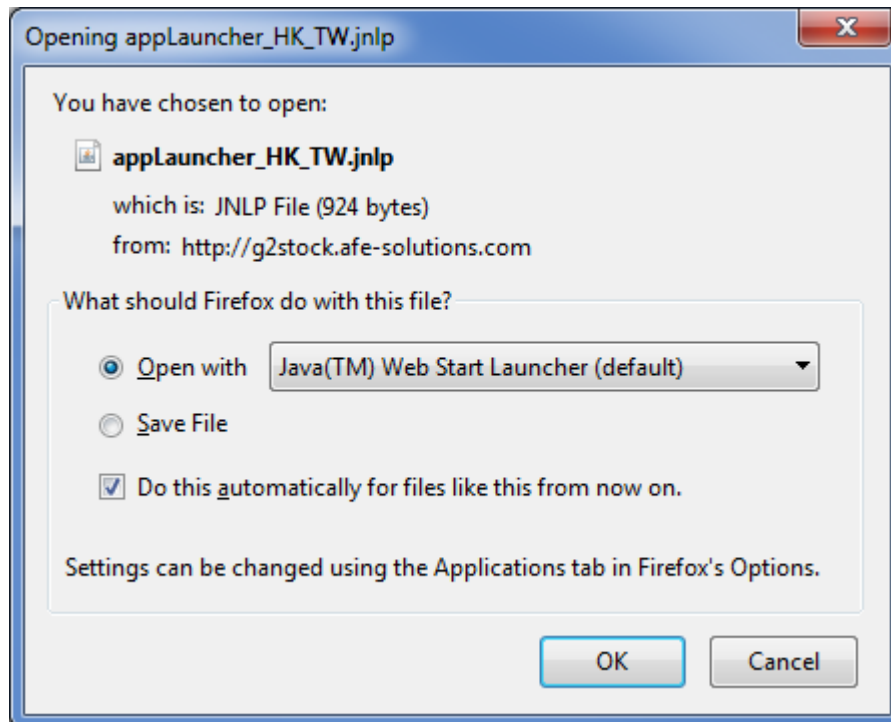 Opening appLauncher_HK_TW.jnlp
You have chosen to open:
appLauncher_HK_TW.jnlp
which is: JNLP File (924 bytes)
from: http://g2stock.afe-solutions.com
What should Firefox do with this file?
Open with Java(TM) Web Start Launcher (default)
Save File
Do this automatically for files like this from now on.
Settings can be changed using the Applications tab in Firefox's Options.
OK Cancel